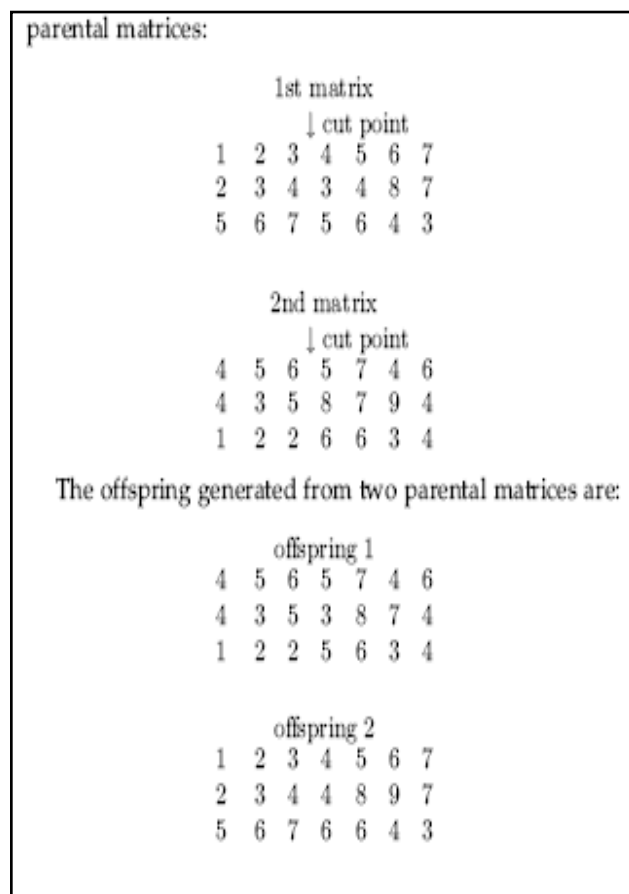 parental matrices:
1st matrix
↓ cut point
1 2 3 4 5 6 7
2 3 4 3 4 8 7
5 6 7 5 6 4 3
2nd matrix
↓ cut point
4 5 6 5 7 4 6
4 3 5 8 7 9 4
1 2 2 6 6 3 4
The offspring generated from two parental matrices are:
offspring 1
4 5 6 5 7 4 6
4 3 5 3 8 7 4
1 2 2 5 6 3 4
offspring 2
1 2 3 4 5 6 7
2 3 4 4 8 9 7
5 6 7 6 6 4 3